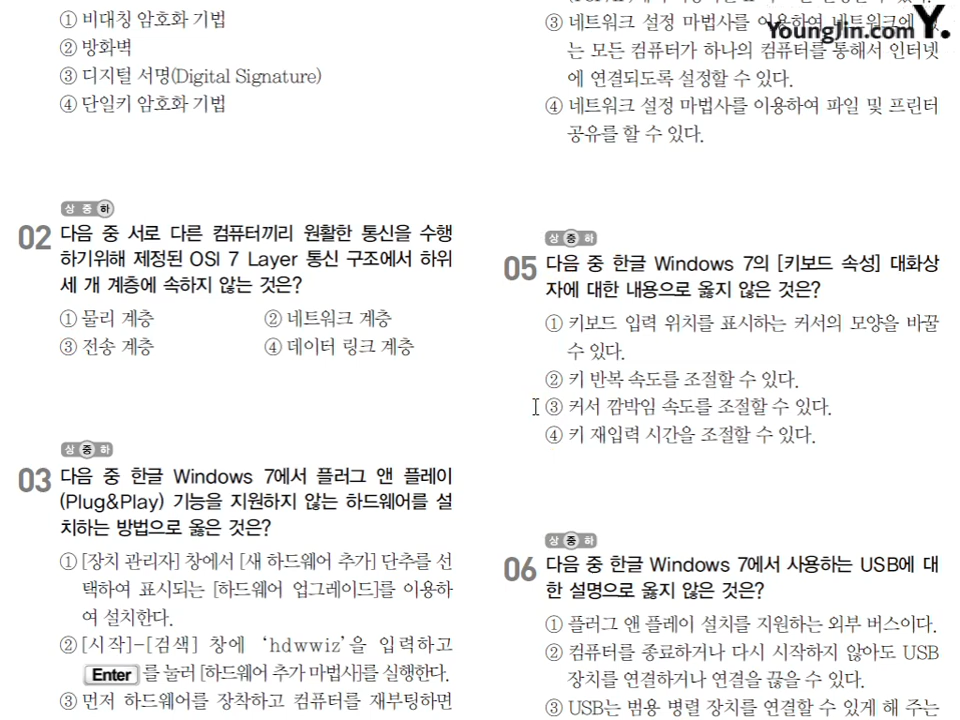 ① 비대칭 암호화 기법
② 방화벽
③ 디지털 서명(Digital Signature)
④ 단일키 암호화 기법
상 중 하
02 다음 중 서로 다른 컴퓨터끼리 원활한 통신을 수행
하기위해 제정된 OSI 7 Layer 통신 구조에서 하위
세 개 계층에 속하지 않는 것은?
① 물리 계층 ② 네트워크 계층
③ 전송 계층 ④ 데이터 링크 계층
상 중 하
03 다음 중 한글 Windows 7에서 플러그 앤 플레이
(Plug&Play) 기능을 지원하지 않는 하드웨어를 설
치하는 방법으로 옳은 것은?
① [장치 관리자] 창에서 [새 하드웨어 추가] 단추를 선
택하여 표시되는 [하드웨어 업그레이드]를 이용하
여 설치한다.
② [시작]-[검색] 창에 ‘hdwwiz’을 입력하고
Enter 를 눌러 [하드웨어 추가 마법사]를 실행한다.
③ 먼저 하드웨어를 장착하고 컴퓨터를 재부팅하면
YoungJin.com Y.
③ 네트워크 설정 마법사를 이용하여 네트워크에
는 모든 컴퓨터가 하나의 컴퓨터를 통해서 인터넷
에 연결되도록 설정할 수 있다.
④ 네트워크 설정 마법사를 이용하여 파일 및 프린터
공유를 할 수 있다.
상 중 하
05 다음 중 한글 Windows 7의 [키보드 속성] 대화상
자에 대한 내용으로 옳지 않은 것은?
① 키보드 입력 위치를 표시하는 커서의 모양을 바꿀
수 있다.
② 키 반복 속도를 조절할 수 있다.
③ 커서 깜박임 속도를 조절할 수 있다.
④ 키 재입력 시간을 조절할 수 있다.
상 중 하
06 다음 중 한글 Windows 7에서 사용하는 USB에 대
한 설명으로 옳지 않은 것은?
① 플러그 앤 플레이 설치를 지원하는 외부 버스이다.
② 컴퓨터를 종료하거나 다시 시작하지 않아도 USB
장치를 연결하거나 연결을 끊을 수 있다.
③ USB는 범용 병렬 장치를 연결할 수 있게 해 주는